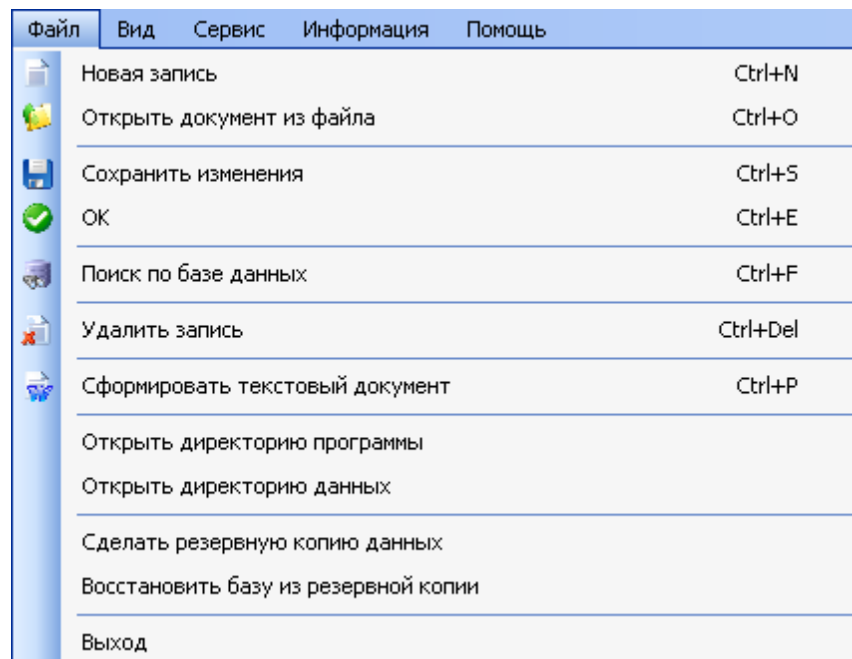 Файл Вид Сервис Информация Помощь
Новая запись Ctrl+N
Открыть документ из файла Ctrl+O
Сохранить изменения Ctrl+S
ОК Ctrl+E
Поиск по базе данных Ctrl+F
Удалить запись Ctrl+Del
Сформировать текстовый документ Ctrl+P
Открыть директорию программы
Открыть директорию данных
Сделать резервную копию данных
Восстановить базу из резервной копии
Выход